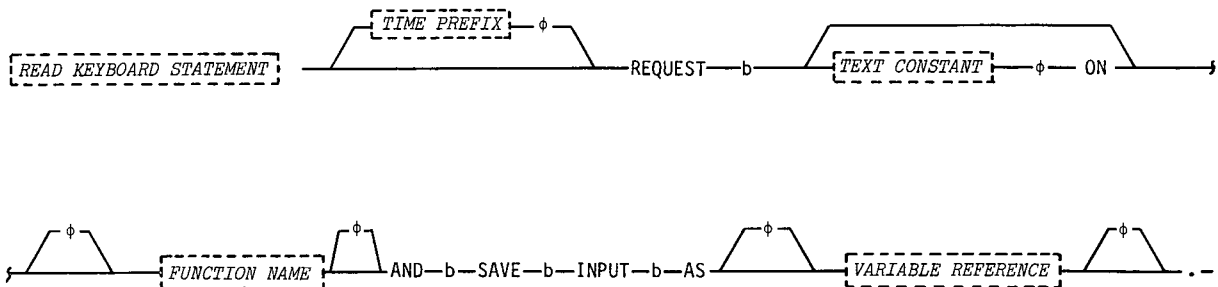 TIME PREFIX ϕ
READ KEYBOARD STATEMENT REQUEST b TEXT CONSTANT ϕ ON
ϕ ϕ ϕ ϕ
FUNCTION NAME AND b SAVE b INPUT b AS VARIABLE REFERENCE .